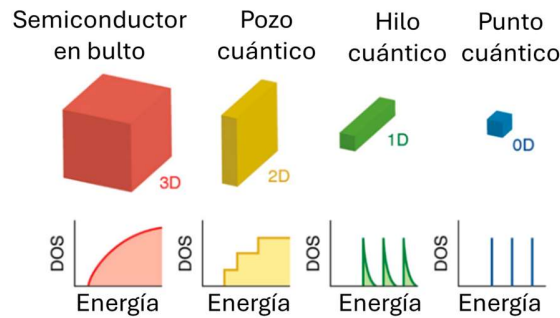 Semiconductor
en bulto
Pozo
cuántico
Hilo
cuántico
Punto
cuántico
3D
2D
1D
0D
DOS
Energía
DOS
Energía
DOS
Energía
DOS
Energía